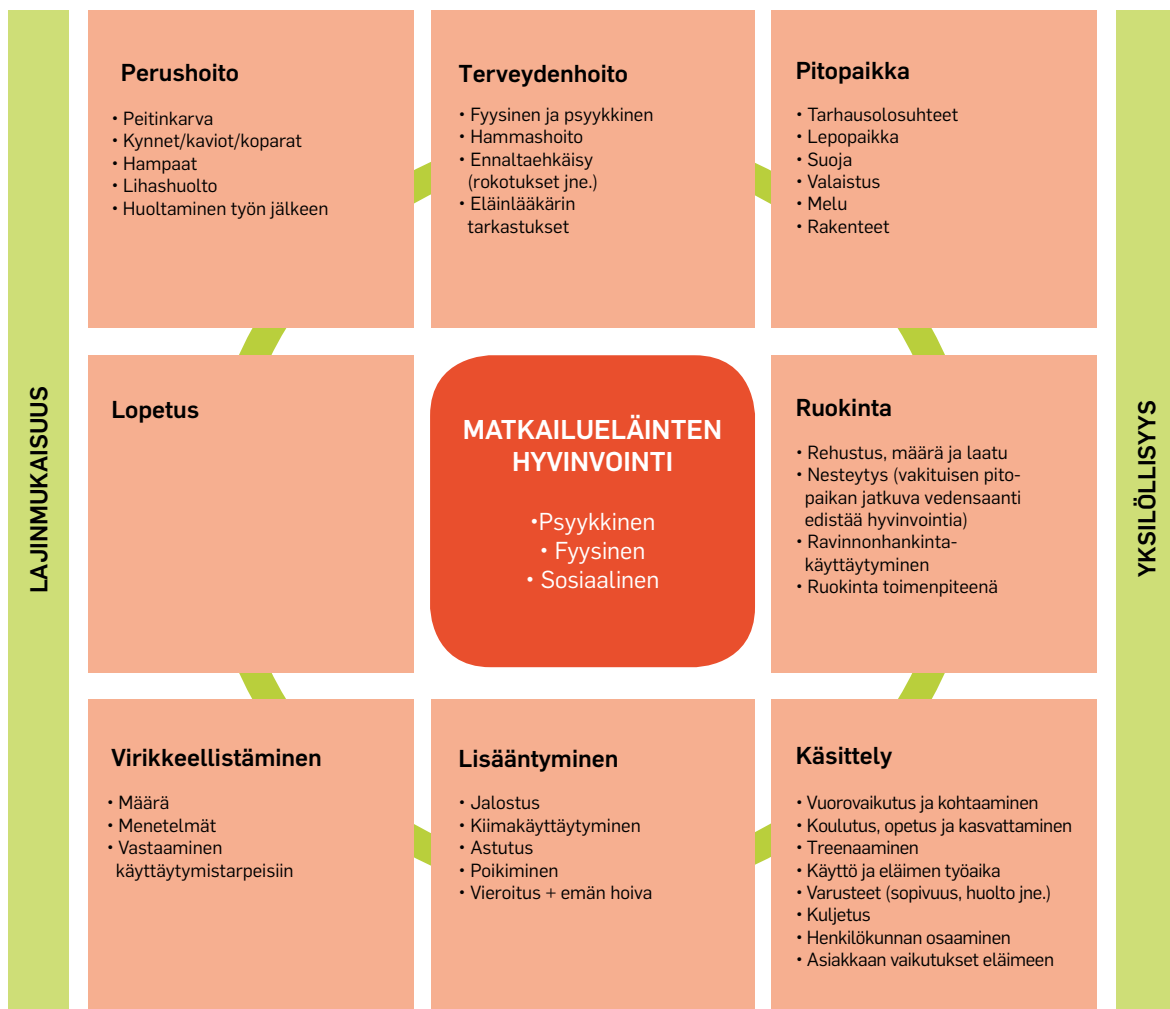 LAJINMUKAISUUS
Perushoito
• Peitinkarva
• Kynnet/kaviot/koparat
• Hampaat
• Lihashuolto
• Huoltaminen työn jälkeen
Terveydenhoito
• Fyysinen ja psyykkinen
• Hammashoito
• Ennaltaehkäisy
(rokotukset jne.)
• Eläinlääkärin
tarkastukset
Pitopaikka
• Tarhausolosuhteet
• Lepopaikka
• Suoja
• Valaistus
• Melu
• Rakenteet
Lopetus
MATKAILUELÄINTEN
HYVINVOINTI
•Psyykkinen
• Fyysinen
• Sosiaalinen
Ruokinta
• Rehustus, määrä ja laatu
• Nesteytys (vakituisen pito-
paikan jatkuva vedensaanti
edistää hyvinvointia)
• Ravinnonhankinta-
käyttäytyminen
• Ruokinta toimenpiteenä
Virikkeellistäminen
• Määrä
• Menetelmät
• Vastaaminen
käyttäytymistarpeisiin
Lisääntyminen
• Jalostus
• Kiimakäyttäytyminen
• Astutus
• Poikiminen
• Vieroitus + emän hoiva
Käsittely
• Vuorovaikutus ja kohtaaminen
• Koulutus, opetus ja kasvattaminen
• Treenaaminen
• Käyttö ja eläimen työaika
• Varusteet (sopivuus, huolto jne.)
• Kuljetus
• Henkilökunnan osaaminen
• Asiakkaan vaikutukset eläimeen
YKSILÖLLISYYS